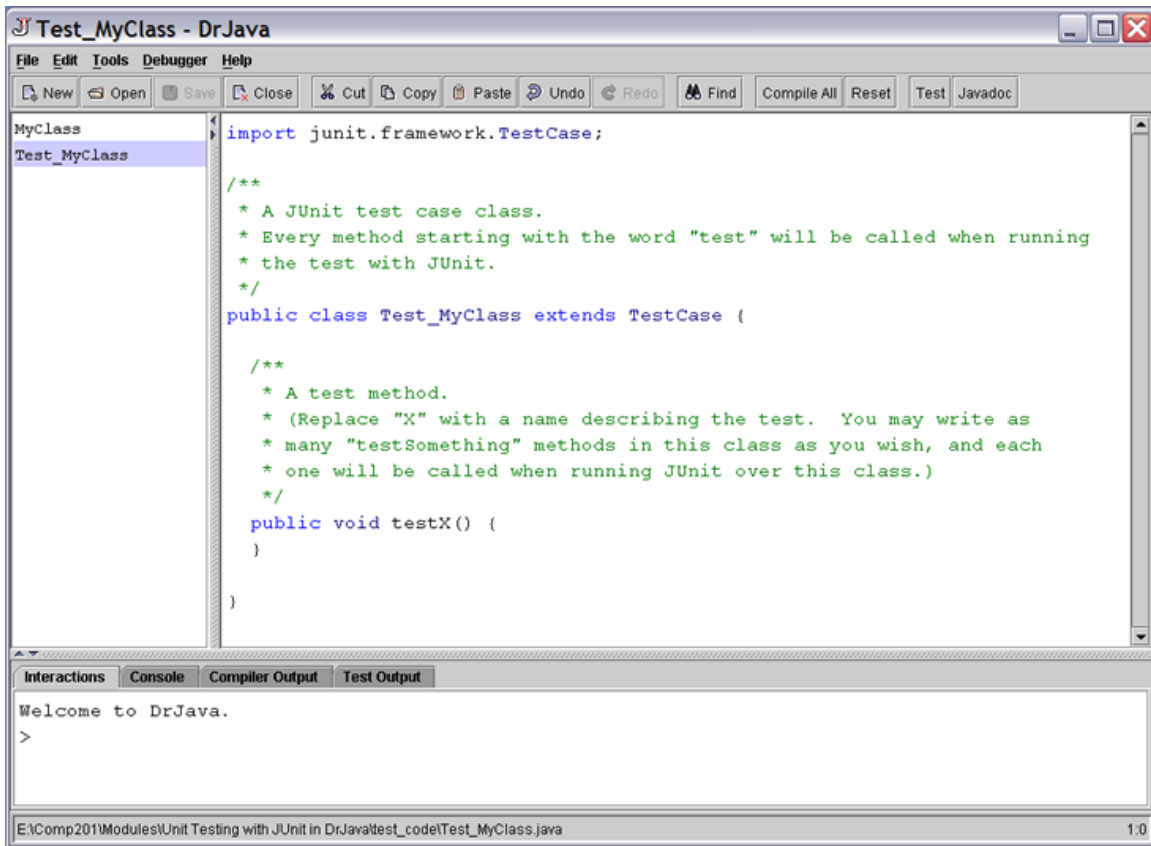 Test_MyClass - DrJava
File Edit Tools Debugger Help
New Open Save Close Cut Copy Paste Undo Redo Find Compile All Reset Test Javadoc
MyClass
Test_MyClass
import junit.framework.TestCase;
/**
* A JUnit test case class.
* Every method starting with the word "test" will be called when running
* the test with JUnit.
*/
public class Test_MyClass extends TestCase {
/**
* A test method.
* (Replace "X" with a name describing the test.  You may write as
* many "testSomething" methods in this class as you wish, and each
* one will be called when running JUnit over this class.)
*/
public void testX() {
}
}
Interactions Console Compiler Output Test Output
Welcome to DrJava.
>
E:\Comp201\Modules\Unit Testing with JUnit in DrJava\test_code\Test_MyClass.java 1:0